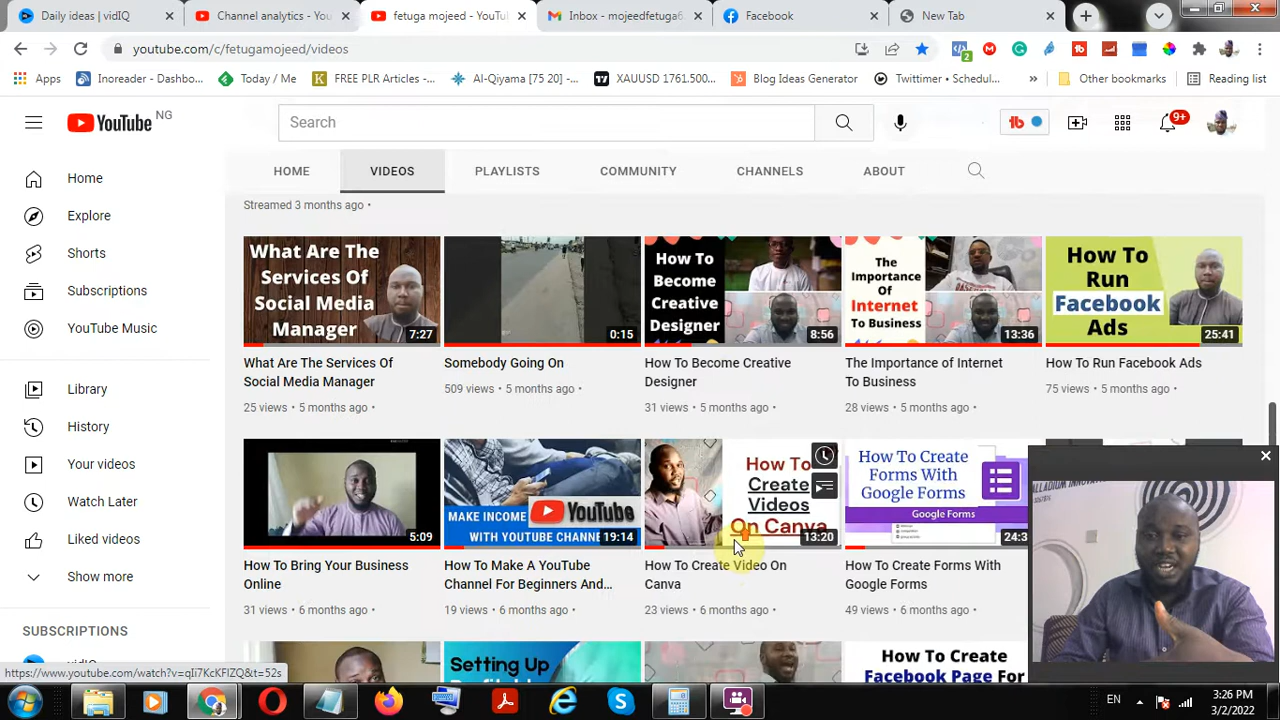 Daily ideas | vidIQ
Channel analytics - You
fetuga mojeed - YouTu
Inbox - mojeedfetuga6
Facebook
New Tab
youtube.com/c/fetugamojeed/videos
2
Apps
Inoreader - Dashbo...
Today / Me
FREE PLR Articles -...
Al-Qiyama [75 20] -...
XAUUSD 1761.500...
Blog Ideas Generator
Twittimer • Schedul...
»
Other bookmarks
Reading list
YouTube NG
Search
tb
9+
HOME
VIDEOS
PLAYLISTS
COMMUNITY
CHANNELS
ABOUT
Home
Explore
Shorts
Subscriptions
YouTube Music
Library
History
Your videos
Watch Later
Liked videos
Show more
SUBSCRIPTIONS
vidIQ
Streamed 3 months ago •
What Are The
Services Of
Social Media
Manager
7:27
What Are The Services Of
Social Media Manager
25 views • 5 months ago •
0:15
Somebody Going On
509 views • 5 months ago •
How To
Become
Creative
Designer
8:56
How To Become Creative
Designer
31 views • 5 months ago •
The
Importance
Of
Internet
To Business
13:36
The Importance of Internet
To Business
28 views • 5 months ago •
How To
Run
Facebook
Ads
25:41
How To Run Facebook Ads
75 views • 5 months ago •
5:09
How To Bring Your Business
Online
31 views • 6 months ago •
MAKE INCOME
YouTube
WITH YOUTUBE CHANNE
19:14
How To Make A YouTube
Channel For Beginners And...
19 views • 6 months ago •
How To
Create
Videos
On Canva
13:20
How To Create Video On
Canva
23 views • 6 months ago •
How To Create
Forms With
Google Forms
Google Forms
24:3
How To Create Forms With
Google Forms
49 views • 6 months ago •
Setting Up
How To Create
Facebook Page For
https://www.youtube.com/watch?v=qIi7KcKFIZQ&t=52s
EN
3:26 PM
3/2/2022